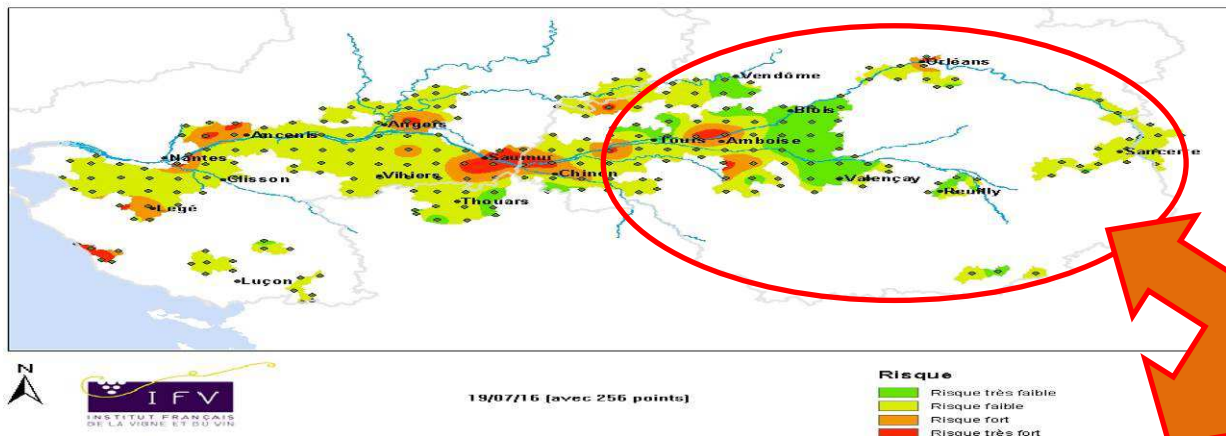 Orléans
Vendôme
Blois
Ancenis
Angers
Tours
Amboise
Sancerre
Nantes
Saumur
Clisson
Vihiers
Chinon
Valençay
Reuilly
Legé
Thouars
Luçon
N
IFV
INSTITUT FRANÇAIS
DE LA VIGNE ET DU VIN
19/07/16 (avec 256 points)
Risque
Risque très faible
Risque faible
Risque fort
Risque très fort